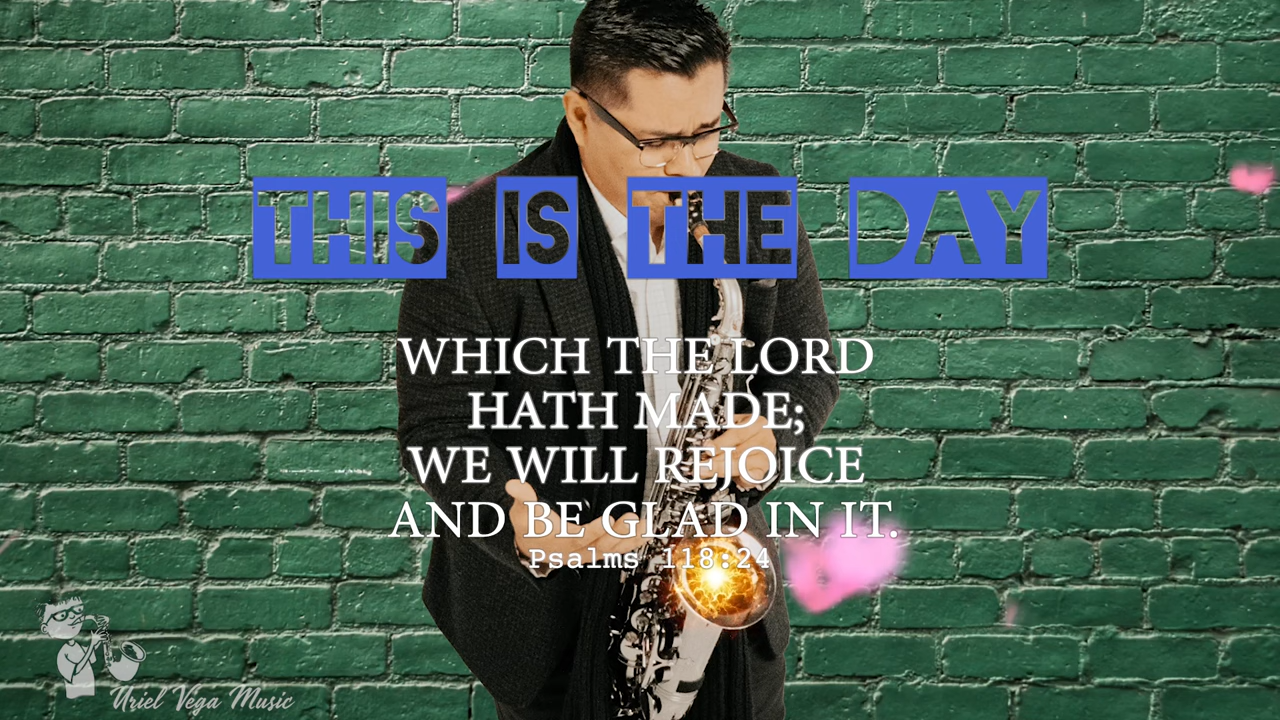 THIS IS THE DAY
WHICH THE LORD
HATH MADE;
WE WILL REJOICE
AND BE GLAD IN IT.
Psalms 118:24
Uriel Vega Music